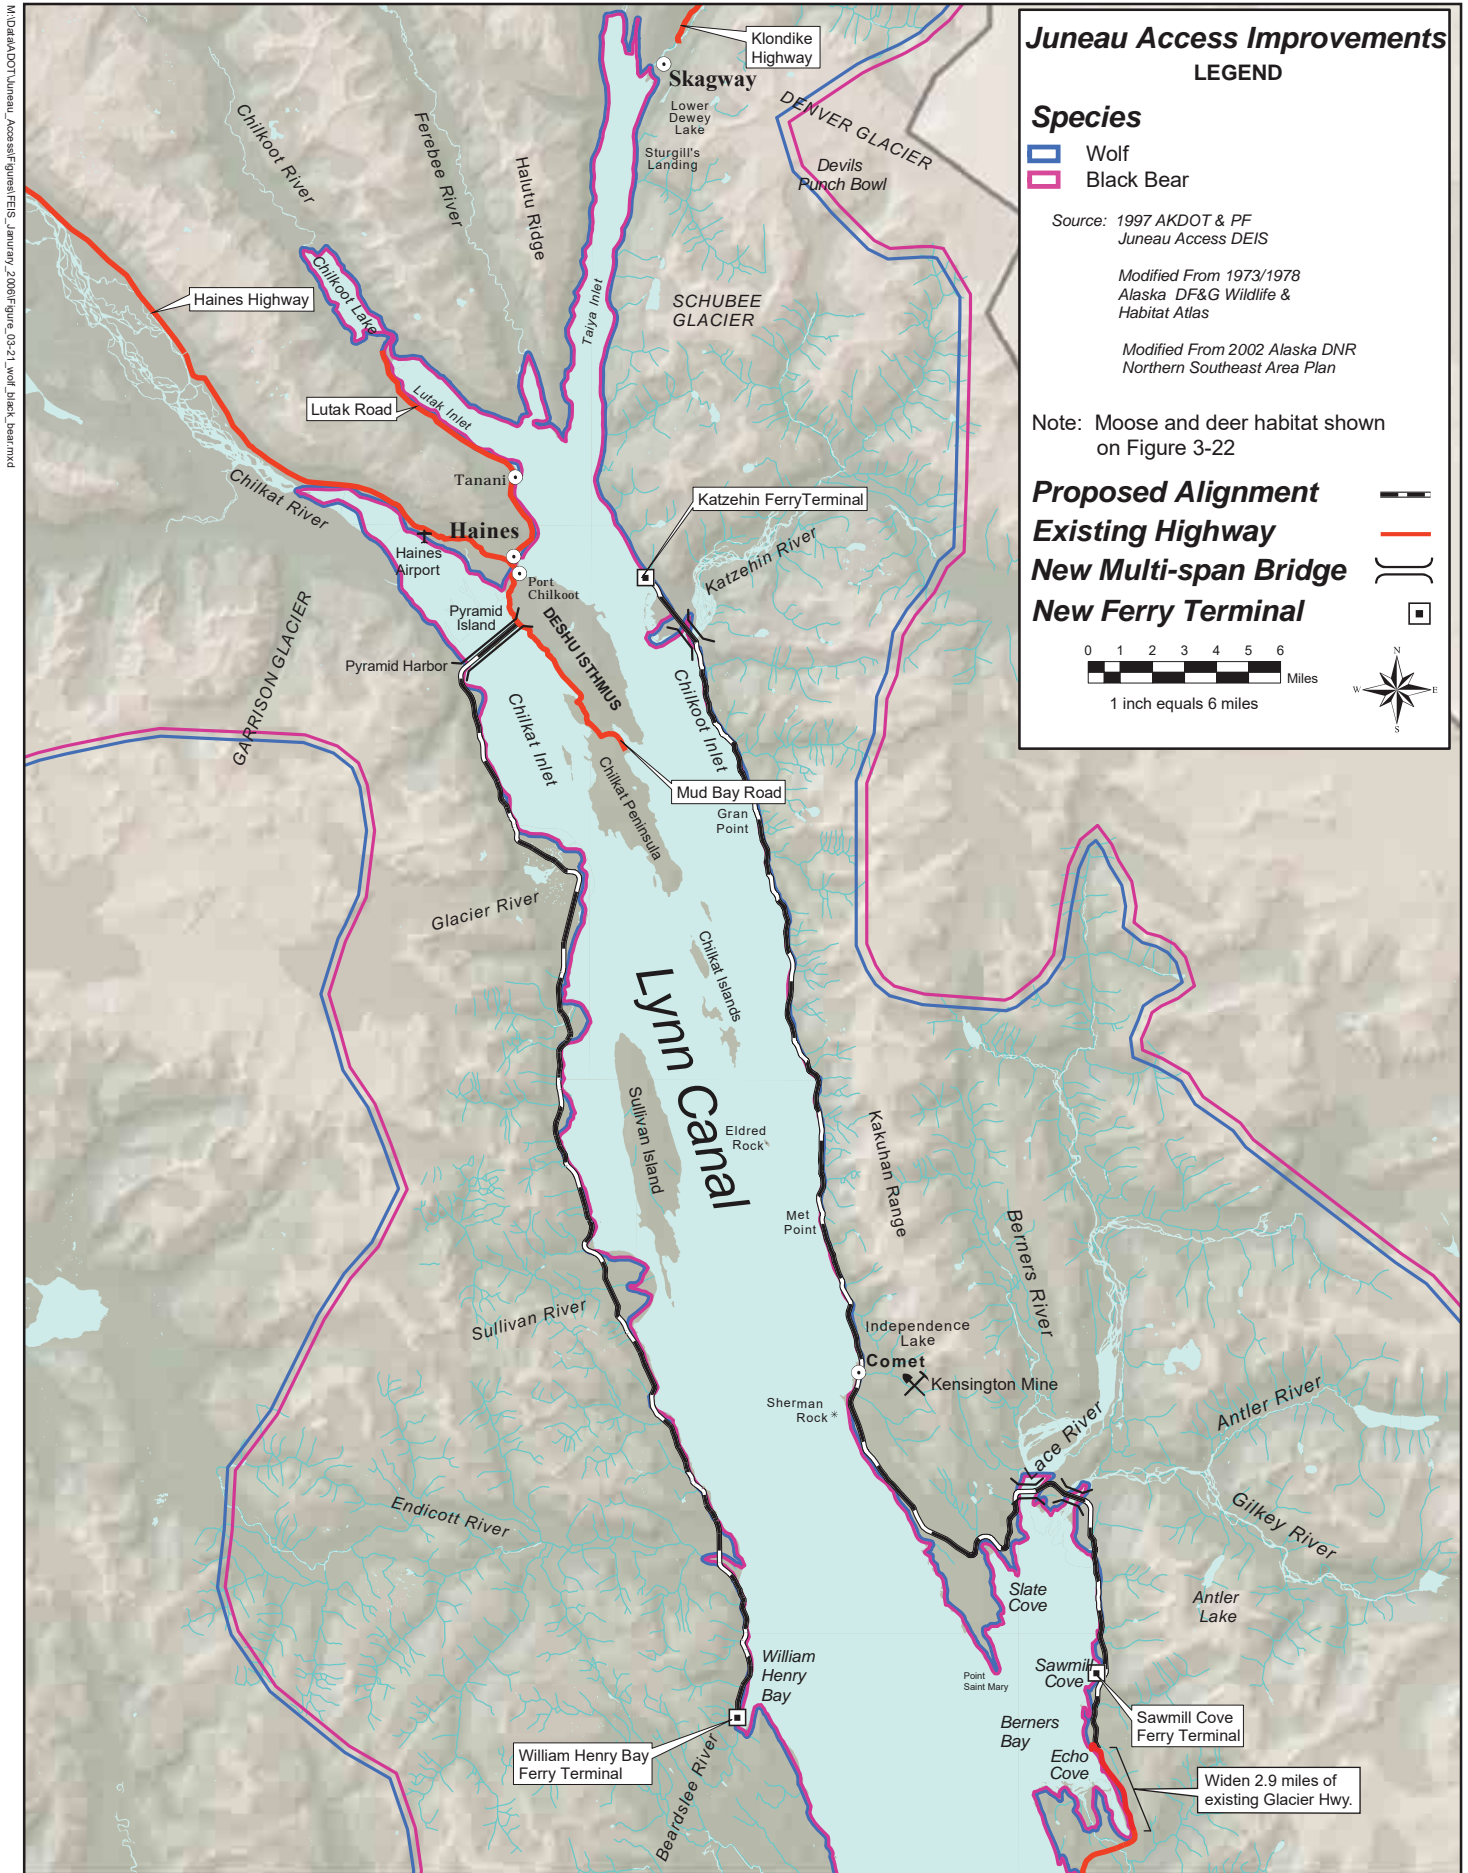 M:\Data\ADOT\Juneau_Access\Figures\FEIS_Janurary_2006\Figure_03-21_wolf_black_bear.mxd
Juneau Access Improvements
LEGEND
Species
Wolf
Black Bear
Source: 1997 AKDOT & PF
Juneau Access DEIS
Modified From 1973/1978
Alaska DF&G Wildlife &
Habitat Atlas
Modified From 2002 Alaska DNR
Northern Southeast Area Plan
Note: Moose and deer habitat shown
on Figure 3-22
Proposed Alignment
Existing Highway
New Multi-span Bridge
New Ferry Terminal
0 1 2 3 4 5 6
Miles
1 inch equals 6 miles
N
W E
S
Klondike
Highway
Skagway
Lower
Dewey
Lake
Sturgill's
Landing
DENVER GLACIER
Devils
Punch Bowl
Chilkoot River
Ferebee River
Halutu Ridge
Taiya Inlet
SCHUBEE
GLACIER
Haines Highway
Chilkoot Lake
Lutak Road
Lutak Inlet
Tanani
Chilkat River
Haines
Haines
Airport
Port
Chilkoot
Katzehin FerryTerminal
Katzehin River
Pyramid
Island
Pyramid Harbor
DESHU ISTHMUS
GARRISON GLACIER
Chilkat Inlet
Chilkoot Inlet
Mud Bay Road
Chilkat Peninsula
Gran
Point
Glacier River
Chilkat Islands
Lynn Canal
Sullivan Island
Eldred
Rock
Kakuhan Range
Met
Point
Berners River
Sullivan River
Independence
Lake
Comet
Kensington Mine
Sherman
Rock
Lace River
Antler River
Gilkey River
Endicott River
Slate
Cove
Antler
Lake
William
Henry
Bay
Point
Saint Mary
Sawmill
Cove
Sawmill Cove
Ferry Terminal
Berners
Bay
Echo
Cove
William Henry Bay
Ferry Terminal
Beardslee River
Widen 2.9 miles of
existing Glacier Hwy.